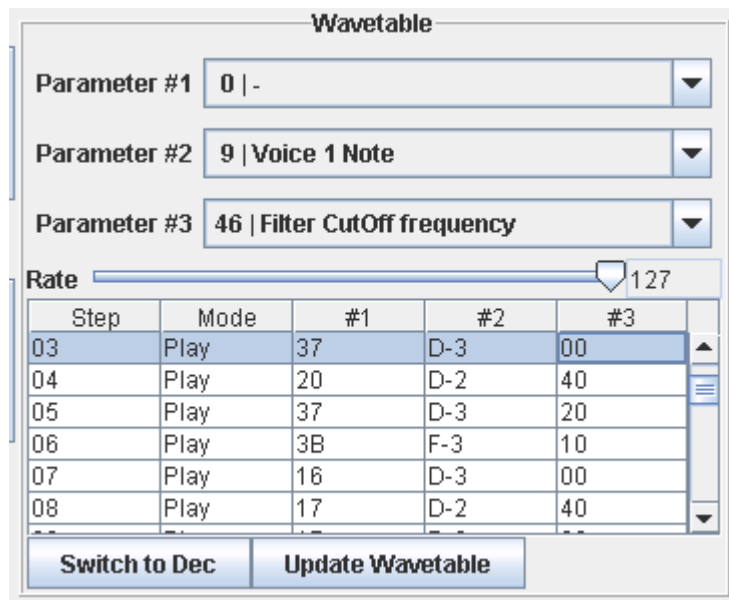 Wavetable
Parameter #1 0 | -
Parameter #2 9 | Voice 1 Note
Parameter #3 46 | Filter CutOff frequency
Rate 127
Step Mode #1 #2 #3
03 Play 37 D-3 00
04 Play 20 D-2 40
05 Play 37 D-3 20
06 Play 3B F-3 10
07 Play 16 D-3 00
08 Play 17 D-2 40
Switch to Dec Update Wavetable